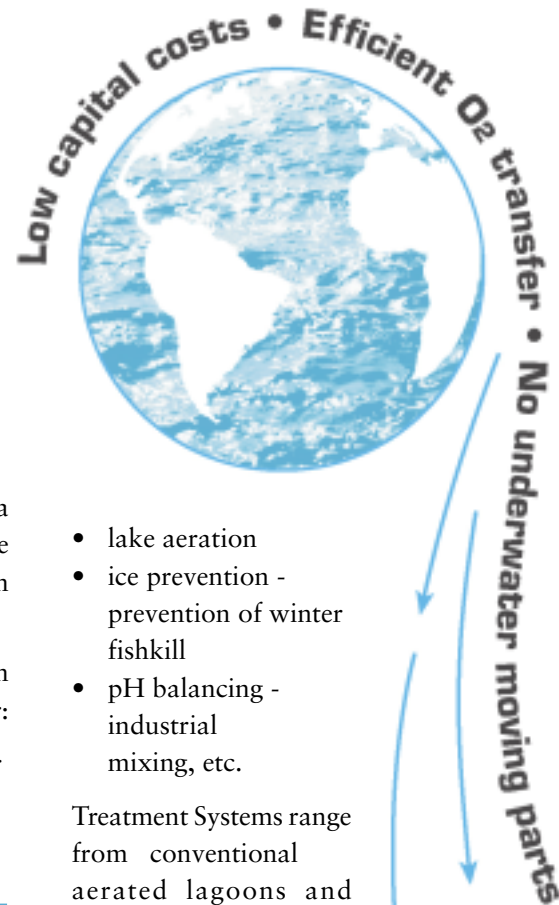 Low capital costs • Efficient O2 transfer • No underwater moving parts
• lake aeration
• ice prevention -
prevention of winter
fishkill
• pH balancing -
industrial
mixing, etc.
Treatment Systems range
from conventional
aerated lagoons and